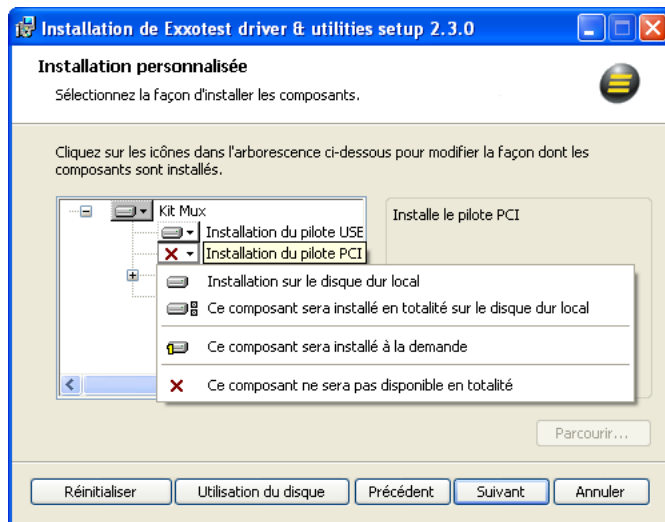 Installation de Exxotest driver & utilities setup 2.3.0
Installation personnalisée
Sélectionnez la façon d'installer les composants.
Cliquez sur les icônes dans l'arborescence ci-dessous pour modifier la façon dont les
composants sont installés.
Kit Mux
Installation du pilote USE
Installation du pilote PCI
Installe le pilote PCI
Installation sur le disque dur local
Ce composant sera installé en totalité sur le disque dur local
Ce composant sera installé à la demande
Ce composant ne sera pas disponible en totalité
Parcourir...
Réinitialiser
Utilisation du disque
Précédent
Suivant
Annuler